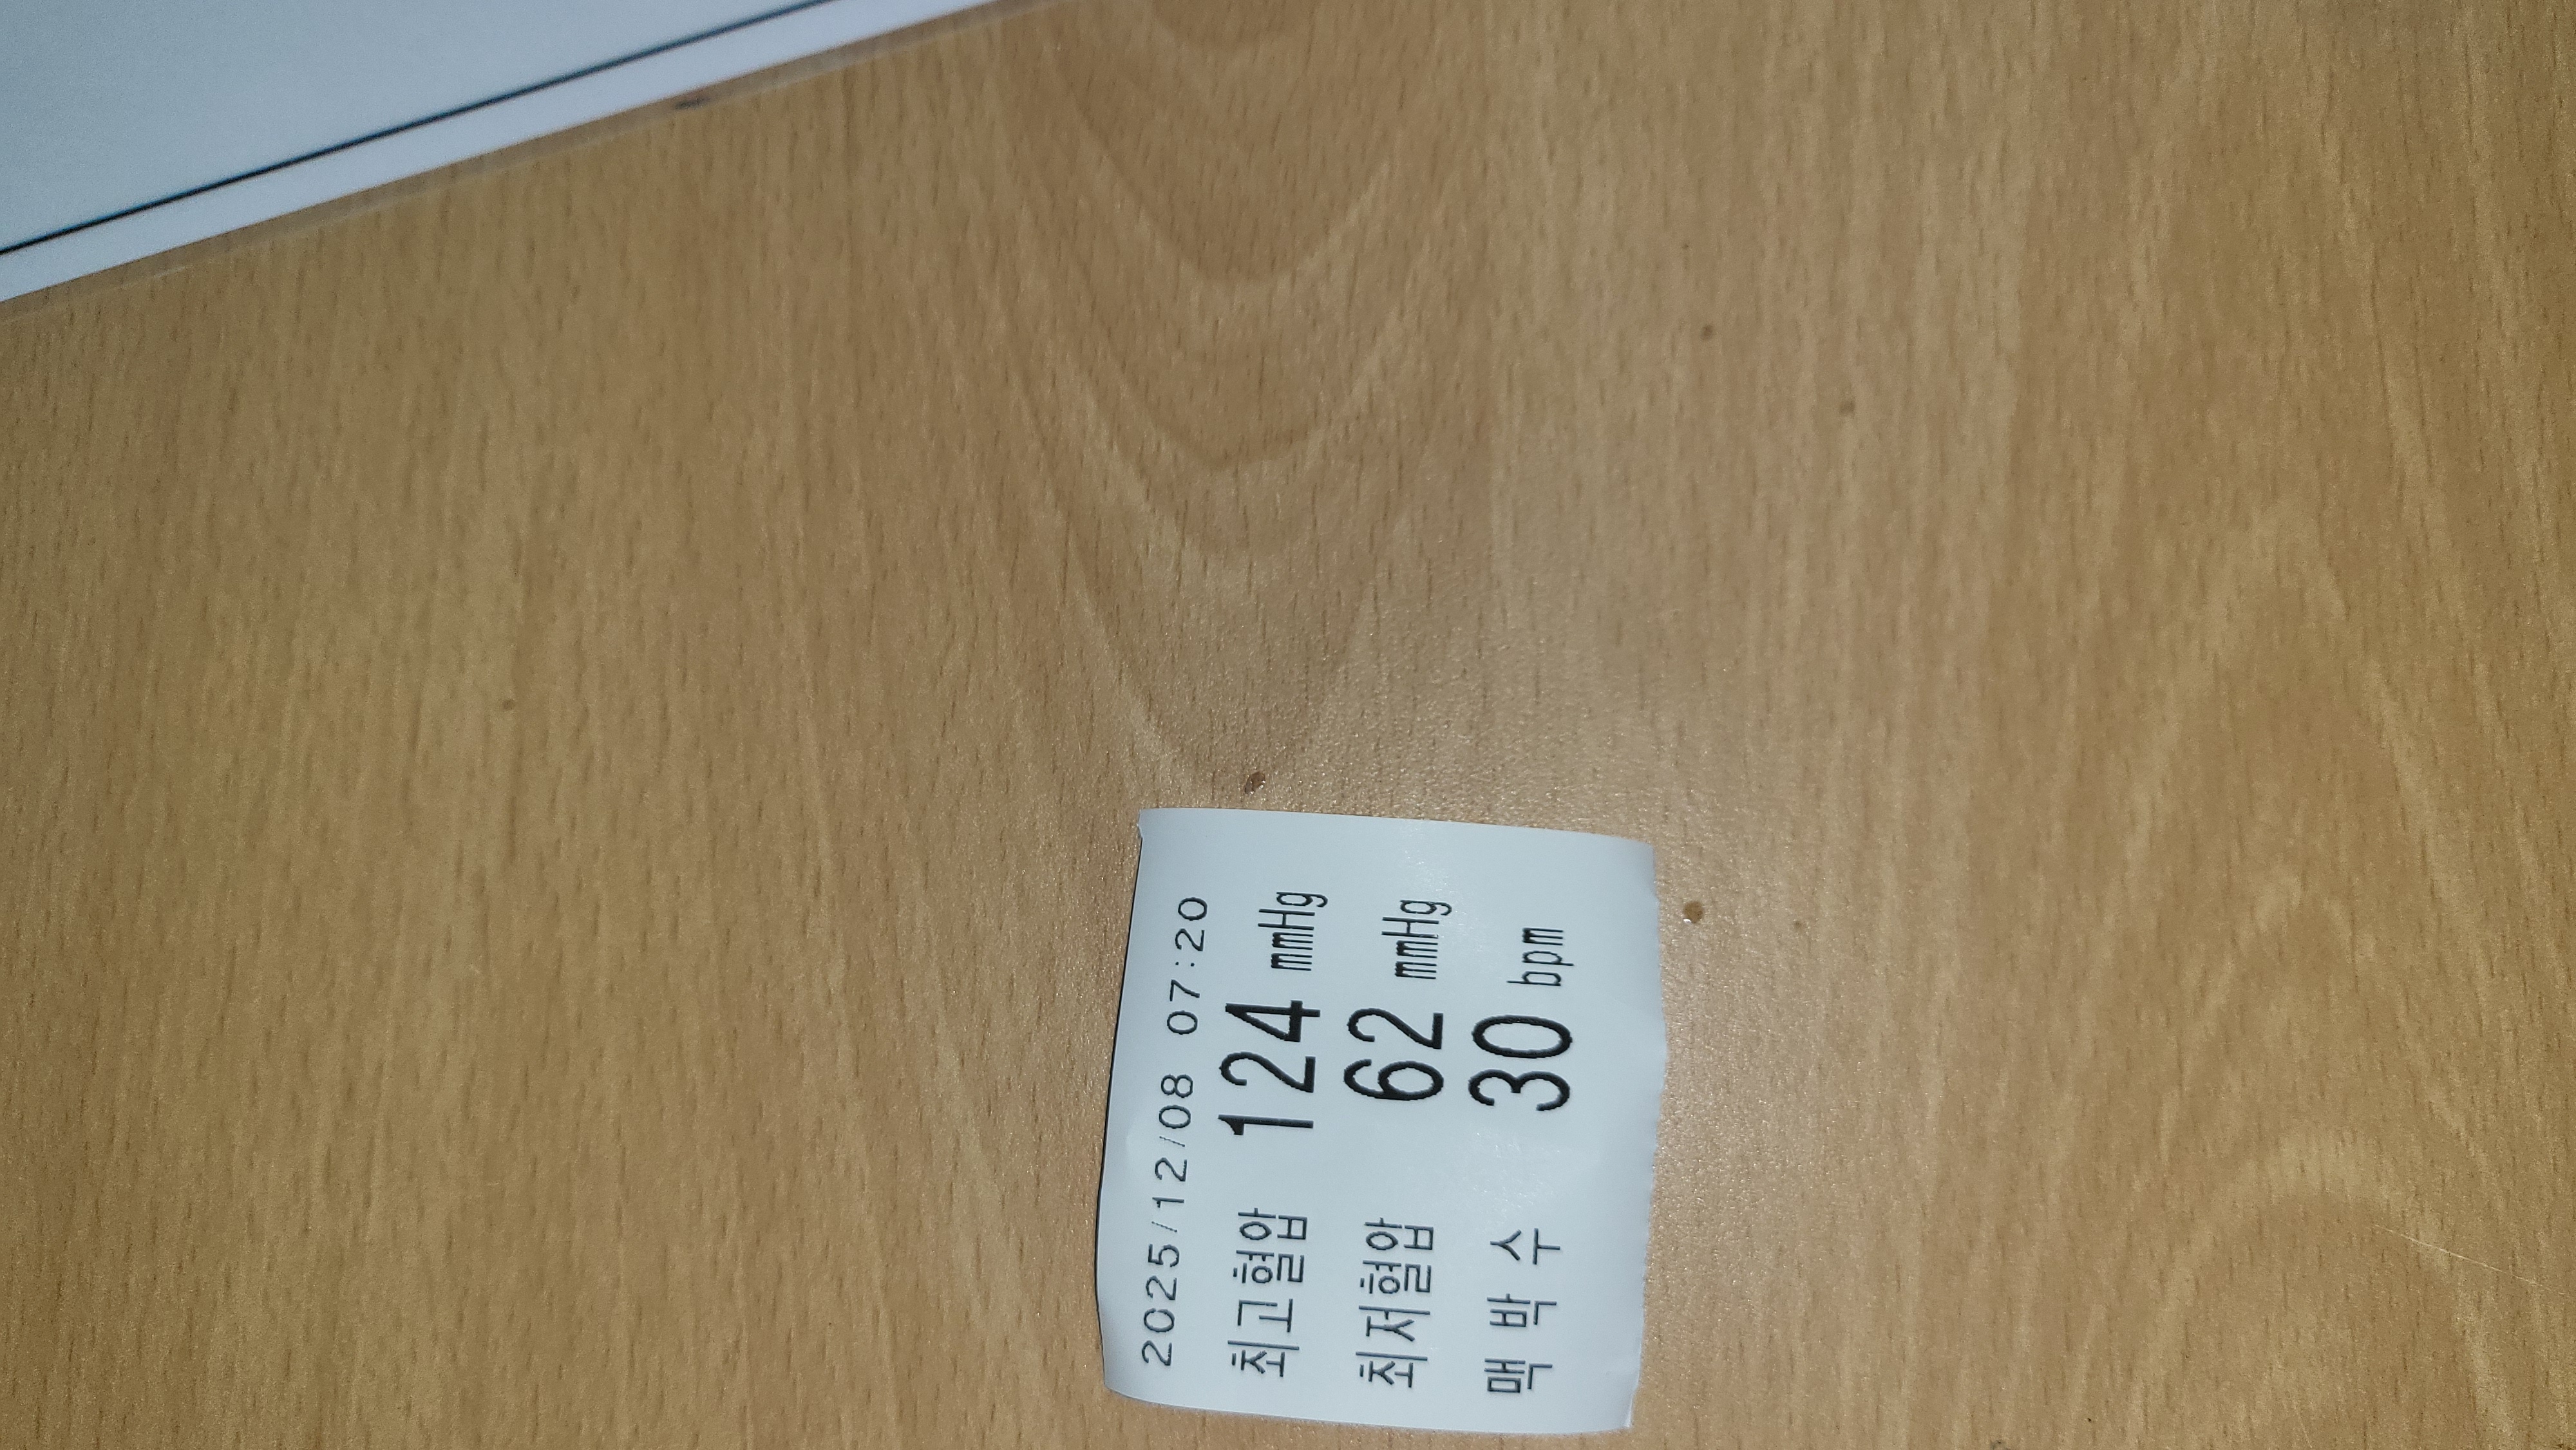 2025/12/08 07:20
최고혈압 124 mmHg
최저혈압 62 mmHg
맥 박 수 30 bpm